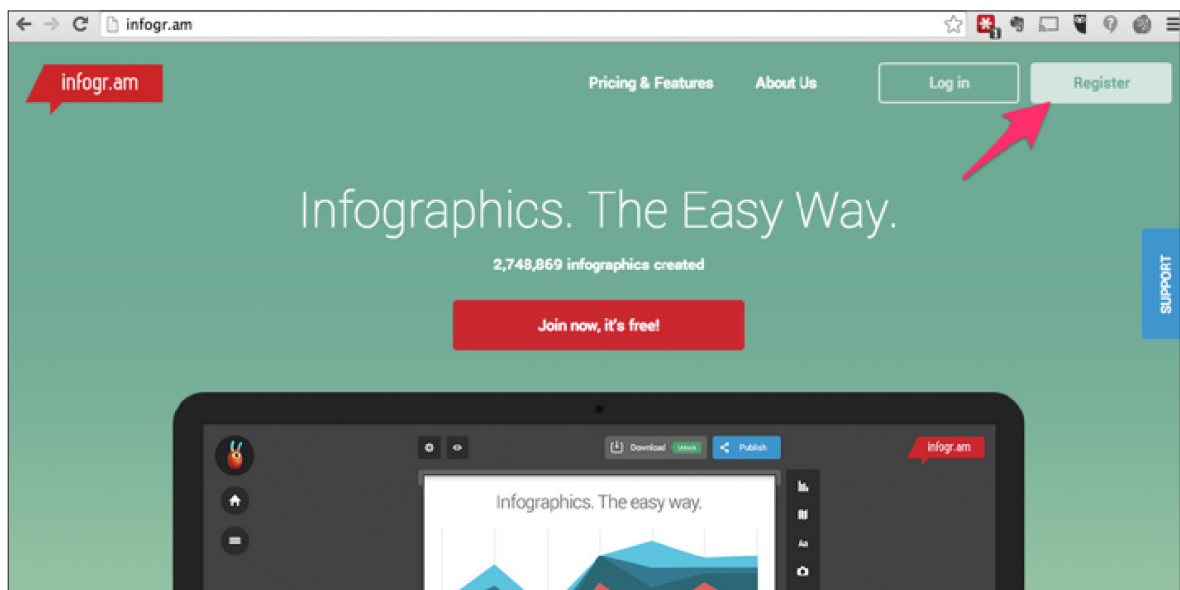 infogr.am
infogr.am
Pricing & Features
About Us
Log in
Register
Infographics. The Easy Way.
2,748,869 infographics created
Join now, it's free!
SUPPORT
Download
Unlock
Publish
infogr.am
Infographics. The easy way.
Aa